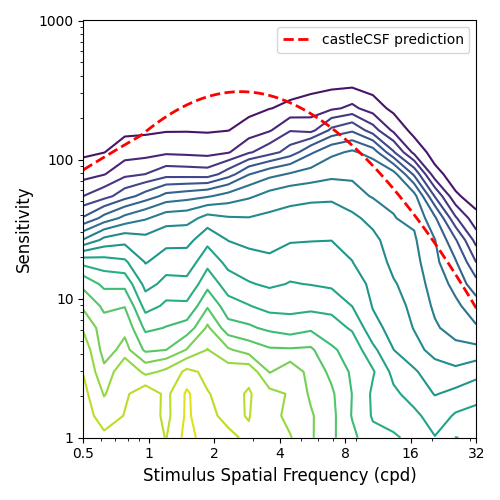 1000
castleCSF prediction
100
Sensitivity
10
1
0.5 1 2 4 8 16 32
Stimulus Spatial Frequency (cpd)